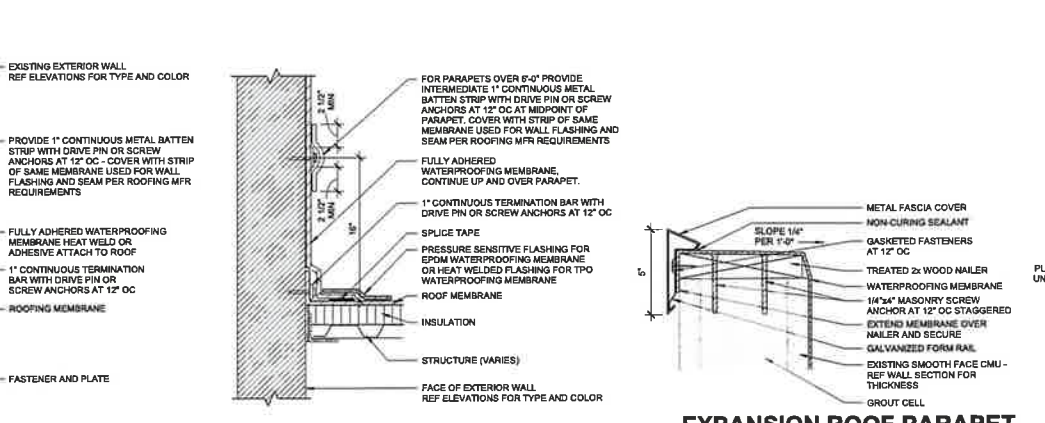 EXISTING EXTERIOR WALL
REF ELEVATIONS FOR TYPE AND COLOR
PROVIDE 1" CONTINUOUS METAL BATTEN
STRIP WITH DRIVE PIN OR SCREW
ANCHORS AT 12" OC - COVER WITH STRIP
OF SAME MEMBRANE USED FOR WALL
FLASHING AND SEAM PER ROOFING MFR
REQUIREMENTS
FULLY ADHERED WATERPROOFING
MEMBRANE HEAT WELD OR
ADHESIVE ATTACH TO ROOF
1" CONTINUOUS TERMINATION
BAR WITH DRIVE PIN OR
SCREW ANCHORS AT 12" OC
ROOFING MEMBRANE
FASTENER AND PLATE
2 1/2"
MIN
16"
2 1/2"
MIN
FOR PARAPETS OVER 6'-0" PROVIDE
INTERMEDIATE 1" CONTINUOUS METAL
BATTEN STRIP WITH DRIVE PIN OR SCREW
ANCHORS AT 12" OC AT MIDPOINT OF
PARAPET. COVER WITH STRIP OF SAME
MEMBRANE USED FOR WALL FLASHING AND
SEAM PER ROOFING MFR REQUIREMENTS
FULLY ADHERED
WATERPROOFING MEMBRANE,
CONTINUE UP AND OVER PARAPET.
1" CONTINUOUS TERMINATION BAR WITH
DRIVE PIN OR SCREW ANCHORS AT 12" OC
SPLICE TAPE
PRESSURE SENSITIVE FLASHING FOR
EPDM WATERPROOFING MEMBRANE
OR HEAT WELDED FLASHING FOR TPO
WATERPROOFING MEMBRANE
ROOF MEMBRANE
INSULATION
STRUCTURE (VARIES)
FACE OF EXTERIOR WALL
REF ELEVATIONS FOR TYPE AND COLOR
5"
SLOPE 1/4"
PER 1'-0"
METAL FASCIA COVER
NON-CURING SEALANT
GASKETED FASTENERS
AT 12" OC
TREATED 2x WOOD NAILER
WATERPROOFING MEMBRANE
1/4"x4" MASONRY SCREW
ANCHOR AT 12" OC STAGGERED
EXTEND MEMBRANE OVER
NAILER AND SECURE
GALVANIZED FORM RAIL
EXISTING SMOOTH FACE CMU -
REF WALL SECTION FOR
THICKNESS
GROUT CELL
EXPANSION ROOF PARAPET
PL
UN